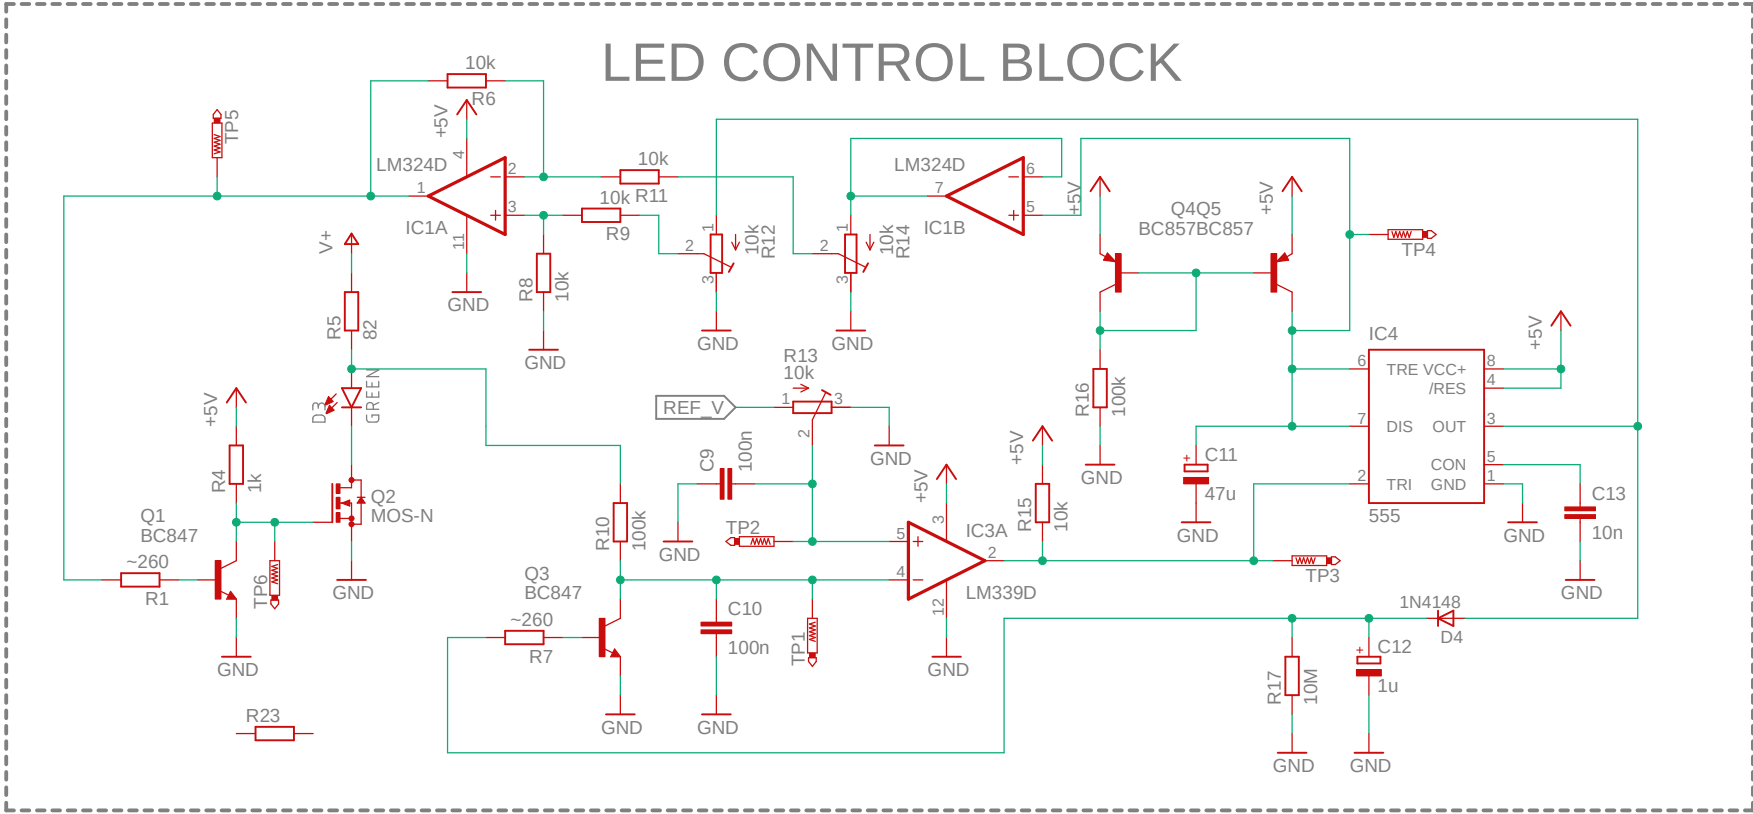 LED CONTROL BLOCK
10k
R6
+5V
TP5
LM324D
4
2
1
3
IC1A
11
GND
10k
R11
10k
R9
R8
10k
GND
1
2
3
10k
R12
GND
1
2
3
10k
R14
GND
LM324D
6
7
5
IC1B
+5V
Q4Q5
BC857BC857
+5V
TP4
V+
R5
82
D3
GREEN
+5V
R4
1k
Q2
MOS-N
GND
Q1
BC847
~260
R1
TP6
GND
R23
R13
10k
REF_V
1
3
2
GND
C9
100n
GND
TP2
R10
100k
Q3
BC847
~260
R7
GND
C10
100n
GND
TP1
+5V
5
3
IC3A
2
4
12
LM339D
GND
+5V
R15
10k
R16
100k
GND
C11
+
47u
GND
IC4
+5V
6
TRE VCC+
8
/RES
4
7
DIS
OUT
3
CON
5
2
TRI
GND
1
555
GND
C13
10n
GND
TP3
1N4148
D4
R17
10M
GND
C12
+
1u
GND